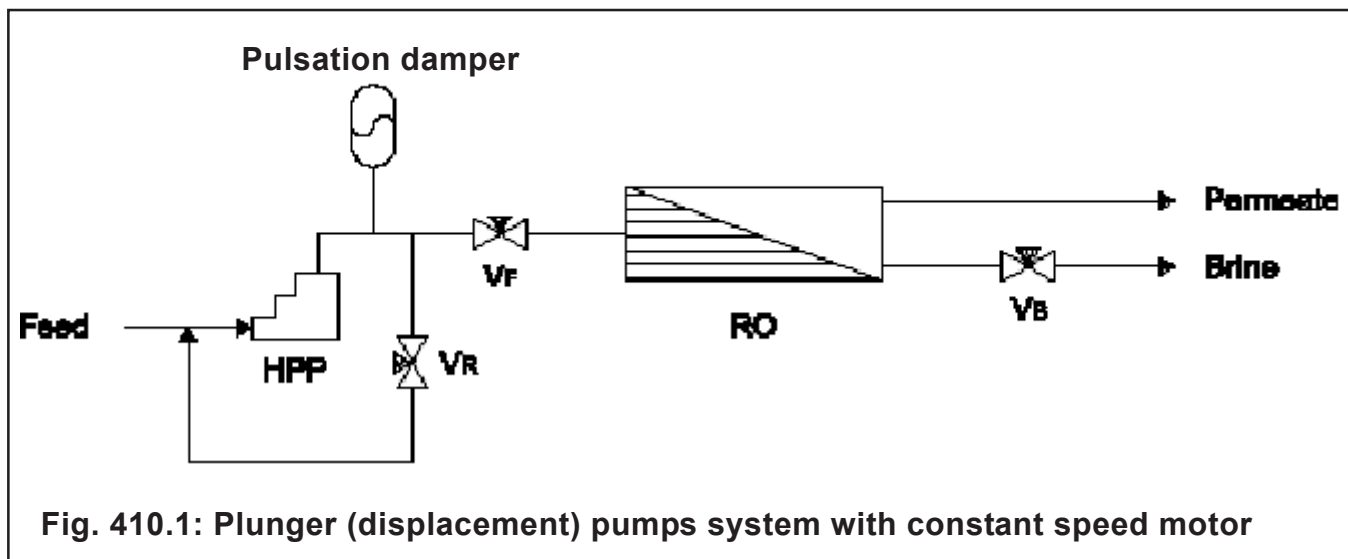 Pulsation damper
Permeate
VF
Feed
Brine
VB
RO
HPP
VR
Fig. 410.1: Plunger (displacement) pumps system with constant speed motor